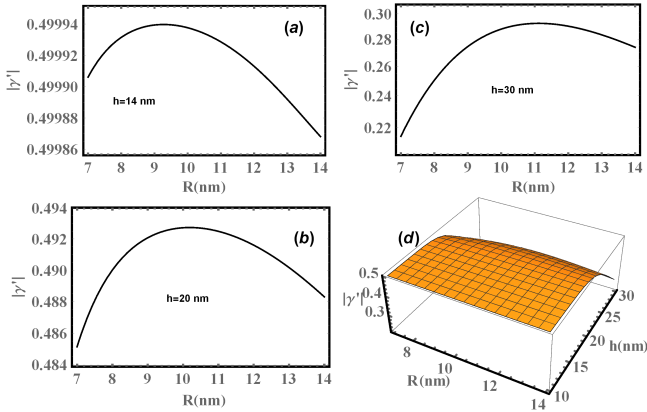 (a)
0.49994
0.49992
0.49990
0.49988
0.49986
|γ'|
h=14 nm
7 8 9 10 11 12 13 14
R(nm)
(c)
0.30
0.28
0.26
0.24
0.22
|γ'|
h=30 nm
7 8 9 10 11 12 13 14
R(nm)
(b)
0.494
0.492
0.490
0.488
0.486
0.484
|γ'|
h=20 nm
7 8 9 10 11 12 13 14
R(nm)
(d)
0.5
0.4
0.3
|γ'|
8 10 12 14
R(nm)
10 15 20 25 30
h(nm)